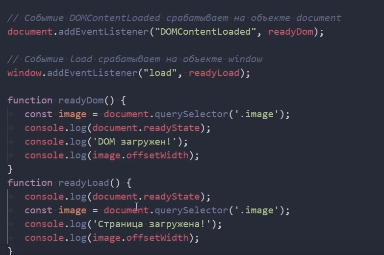 // Событие DOMContentLoaded срабатывает на объекте document
document.addEventListener("DOMContentLoaded", readyDom);
// Событие load срабатывает на объекте window
window.addEventListener("load", readyLoad);
function readyDom() {
const image = document.querySelector('.image');
console.log(document.readyState);
console.log('DOM загружен!');
console.log(image.offsetWidth);
}
function readyLoad() {
console.log(document.readyState);
const image = document.querySelector('.image');
console.log('Страница загружена!');
console.log(image.offsetWidth);
}